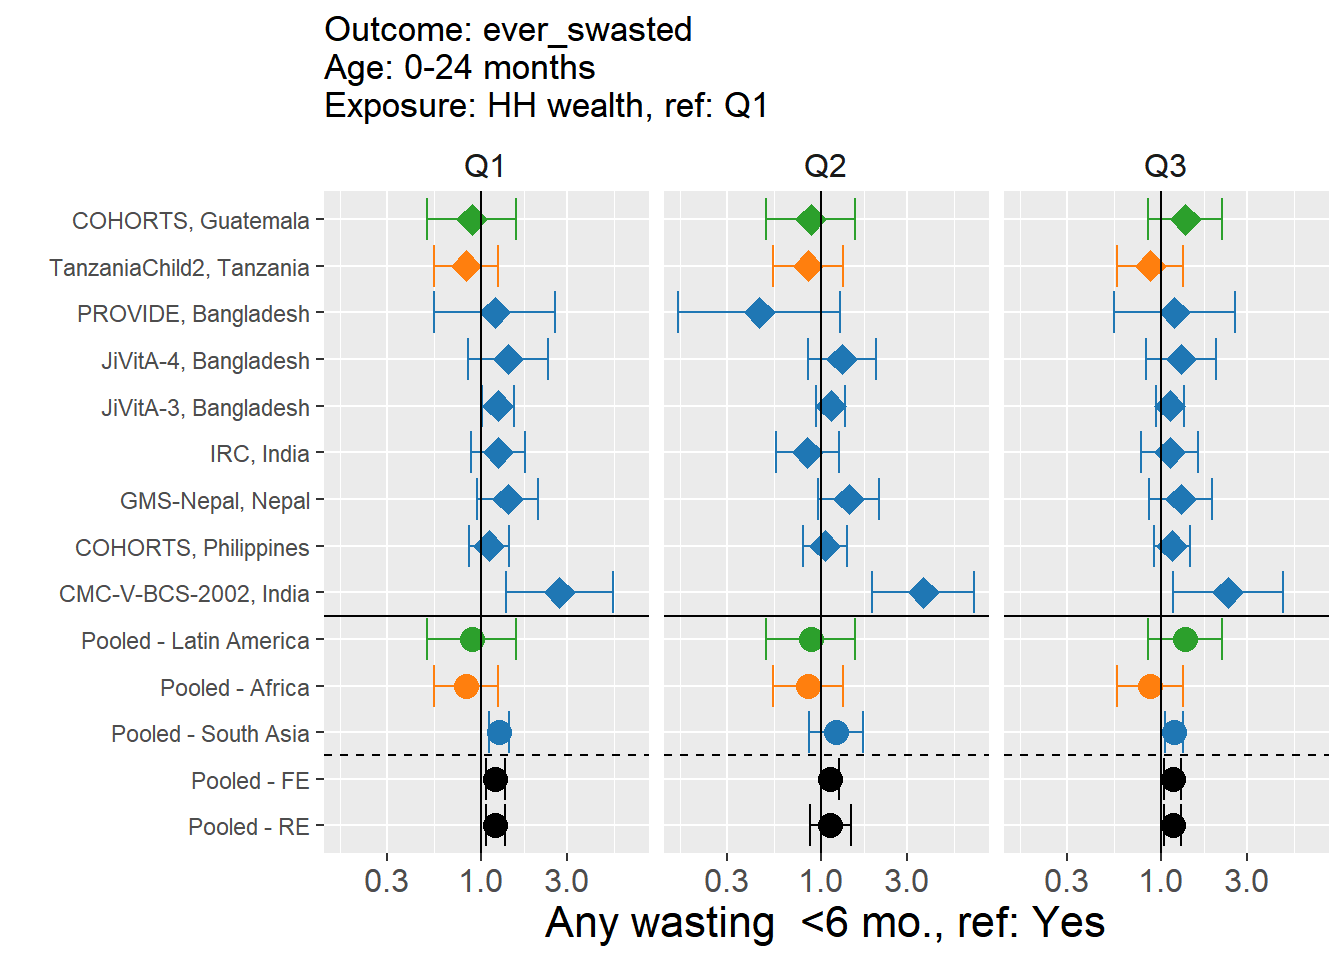 Outcome: ever_swasted
Age: 0-24 months
Exposure: HH wealth, ref: Q1
Q1 Q2 Q3
COHORTS, Guatemala
TanzaniaChild2, Tanzania
PROVIDE, Bangladesh
JiVitA-4, Bangladesh
JiVitA-3, Bangladesh
IRC, India
GMS-Nepal, Nepal
COHORTS, Philippines
CMC-V-BCS-2002, India
Pooled - Latin America
Pooled - Africa
Pooled - South Asia
Pooled - FE
Pooled - RE
0.3 1.0 3.0 0.3 1.0 3.0 0.3 1.0 3.0
Any wasting  <6 mo., ref: Yes